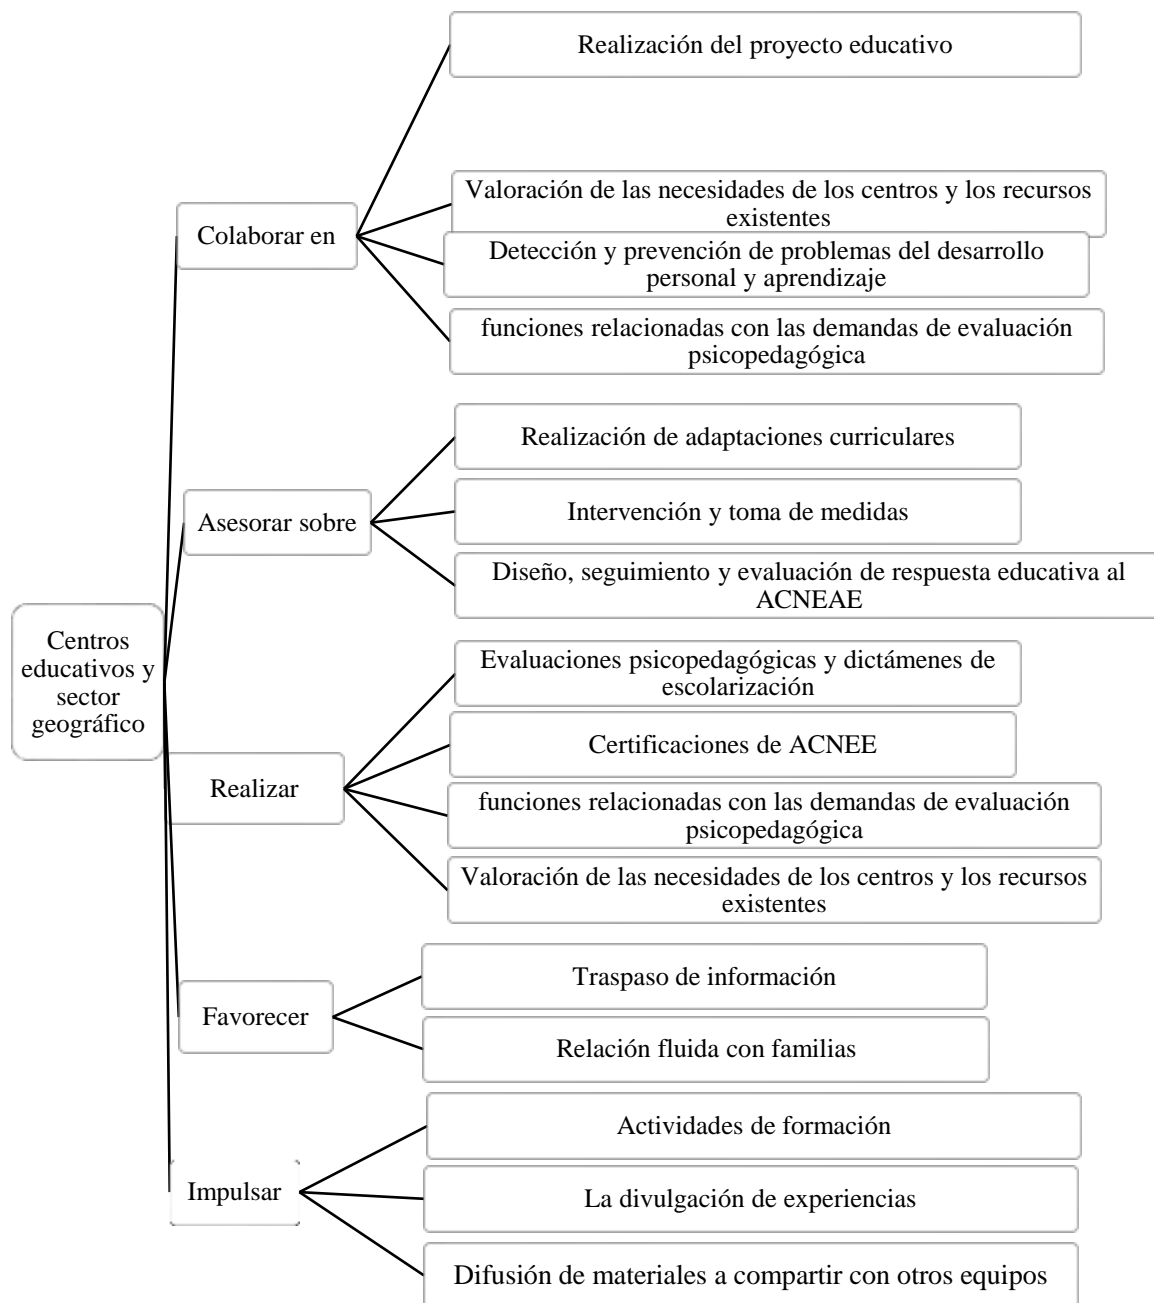 Realización del proyecto educativo
Valoración de las necesidades de los centros y los recursos
existentes
Colaborar en
Detección y prevención de problemas del desarrollo
personal y aprendizaje
funciones relacionadas con las demandas de evaluación
psicopedagógica
Realización de adaptaciones curriculares
Asesorar sobre
Intervención y toma de medidas
Diseño, seguimiento y evaluación de respuesta educativa al
ACNEAE
Centros
educativos y
sector
geográfico
Evaluaciones psicopedagógicas y dictámenes de
escolarización
Certificaciones de ACNEE
Realizar
funciones relacionadas con las demandas de evaluación
psicopedagógica
Valoración de las necesidades de los centros y los recursos
existentes
Traspaso de información
Favorecer
Relación fluida con familias
Actividades de formación
Impulsar
La divulgación de experiencias
Difusión de materiales a compartir con otros equipos